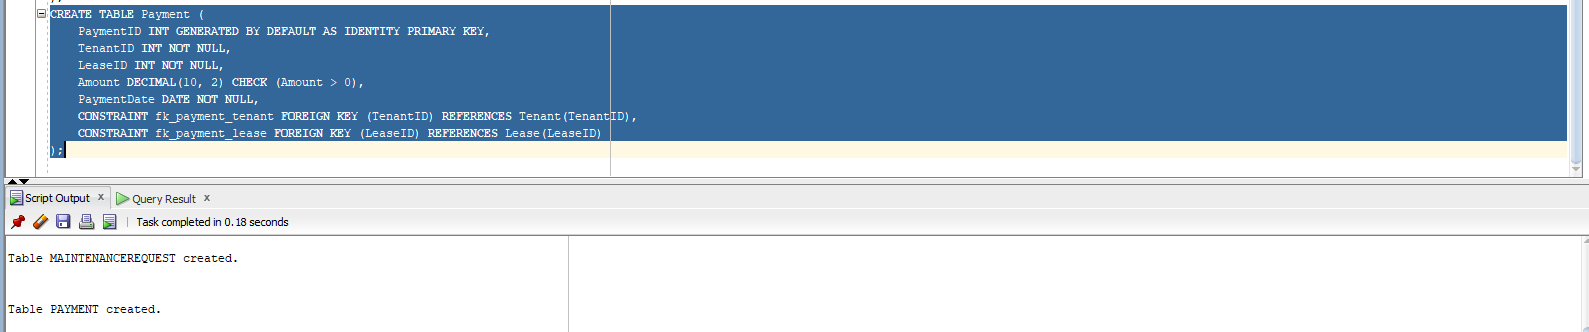 CREATE TABLE Payment (
PaymentID INT GENERATED BY DEFAULT AS IDENTITY PRIMARY KEY,
TenantID INT NOT NULL,
LeaseID INT NOT NULL,
Amount DECIMAL(10, 2) CHECK (Amount > 0),
PaymentDate DATE NOT NULL,
CONSTRAINT fk_payment_tenant FOREIGN KEY (TenantID) REFERENCES Tenant(TenantID),
CONSTRAINT fk_payment_lease FOREIGN KEY (LeaseID) REFERENCES Lease(LeaseID)
);
Script Output x Query Result x
Task completed in 0.18 seconds
Table MAINTENANCEREQUEST created.
Table PAYMENT created.